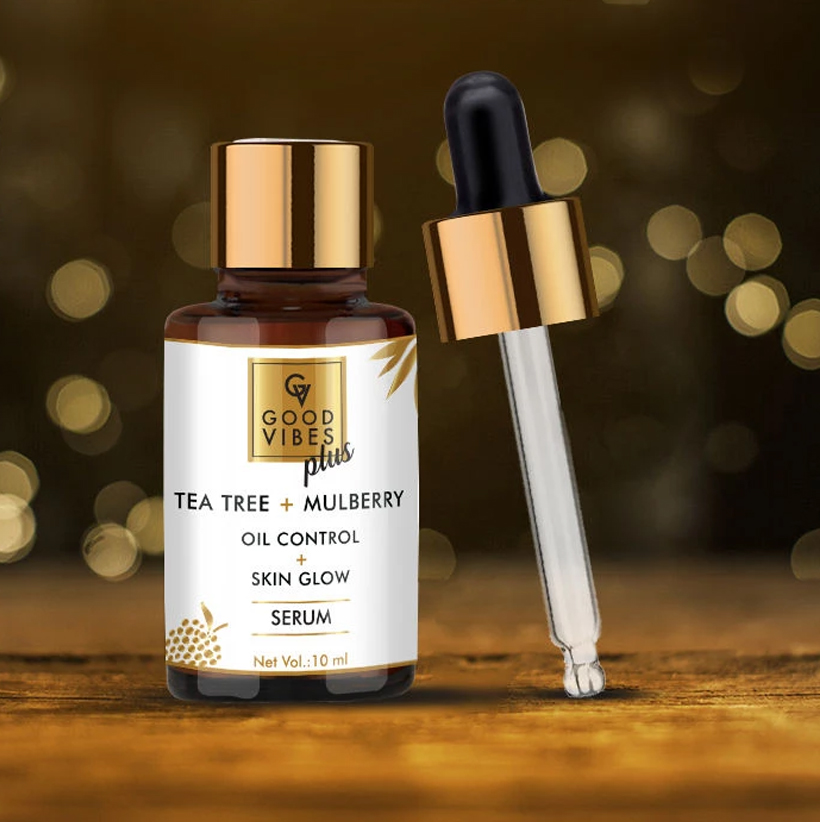 GV
GOOD
VIBES
plus
TEA TREE + MULBERRY
OIL CONTROL
+
SKIN GLOW
SERUM
Net Vol.:10 ml